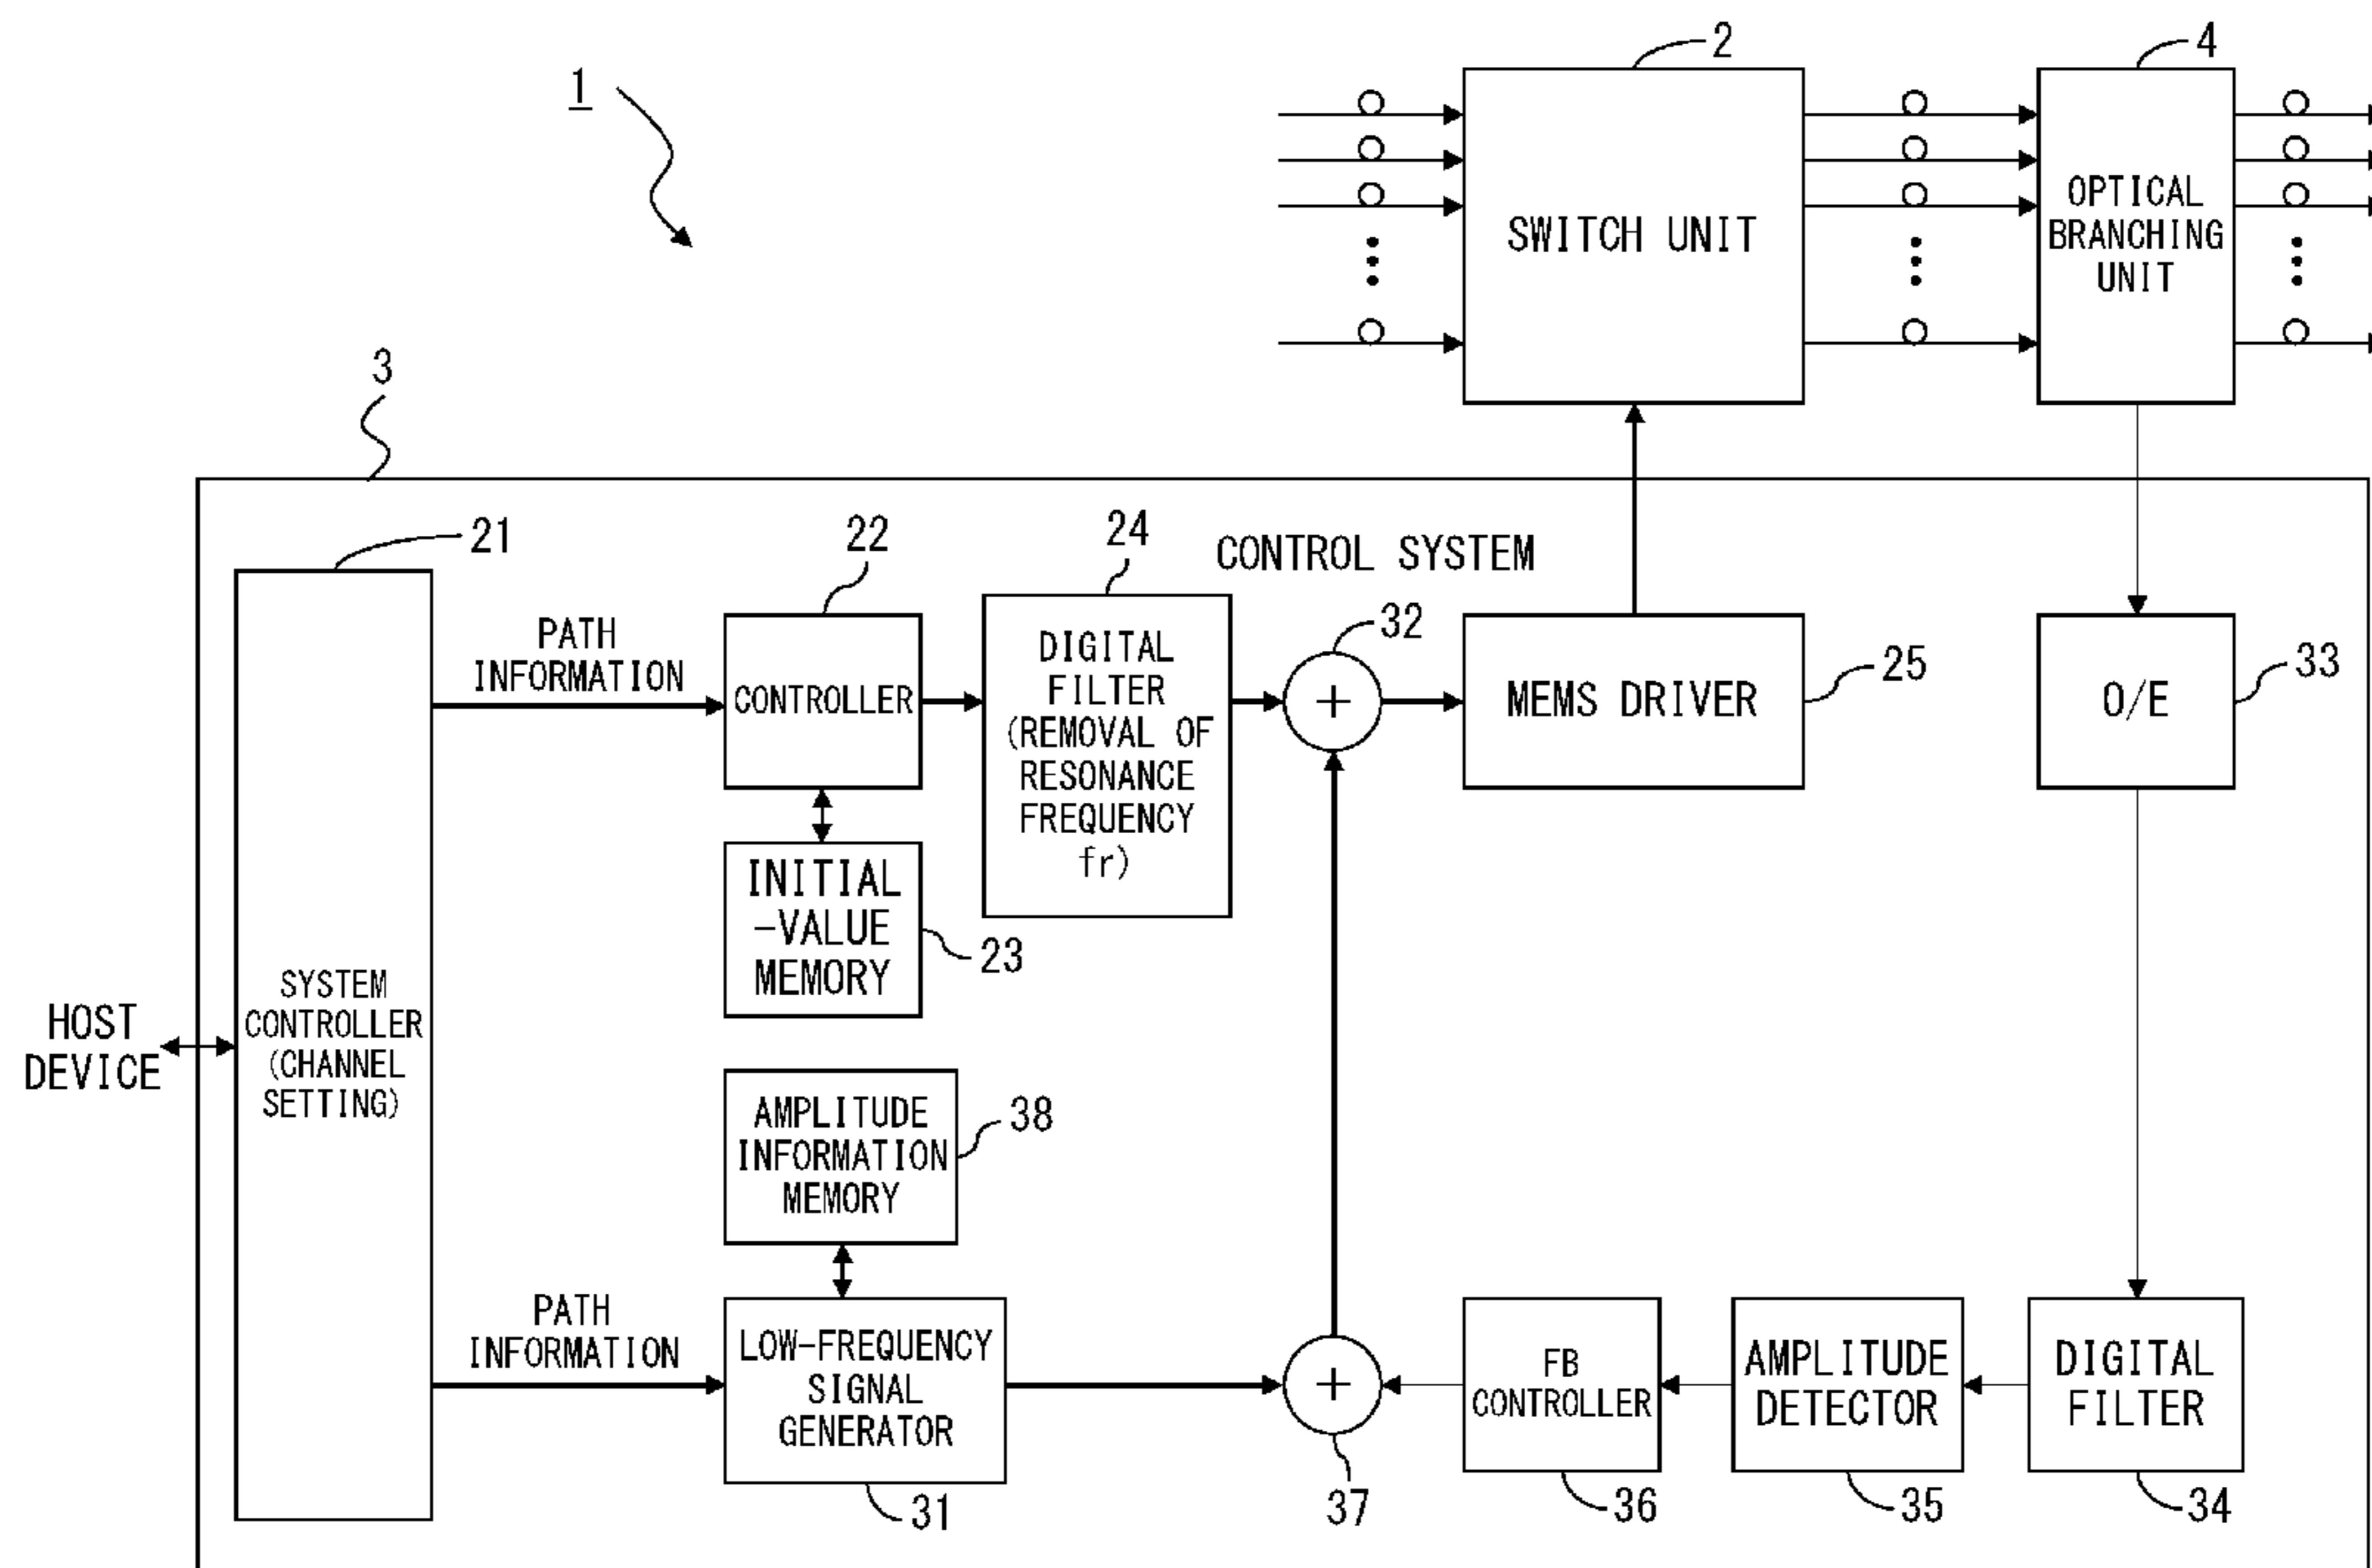 1
2
4
SWITCH UNIT
OPTICAL
BRANCHING
UNIT
3
CONTROL SYSTEM
21
22
24
32
25
33
PATH
INFORMATION
CONTROLLER
DIGITAL
FILTER
(REMOVAL OF
RESONANCE
FREQUENCY
fr)
+
MEMS DRIVER
O/E
INITIAL
-VALUE
MEMORY
23
HOST
DEVICE
SYSTEM
CONTROLLER
(CHANNEL
SETTING)
AMPLITUDE
INFORMATION
MEMORY
38
PATH
INFORMATION
LOW-FREQUENCY
SIGNAL
GENERATOR
31
+
37
FB
CONTROLLER
36
AMPLITUDE
DETECTOR
35
DIGITAL
FILTER
34